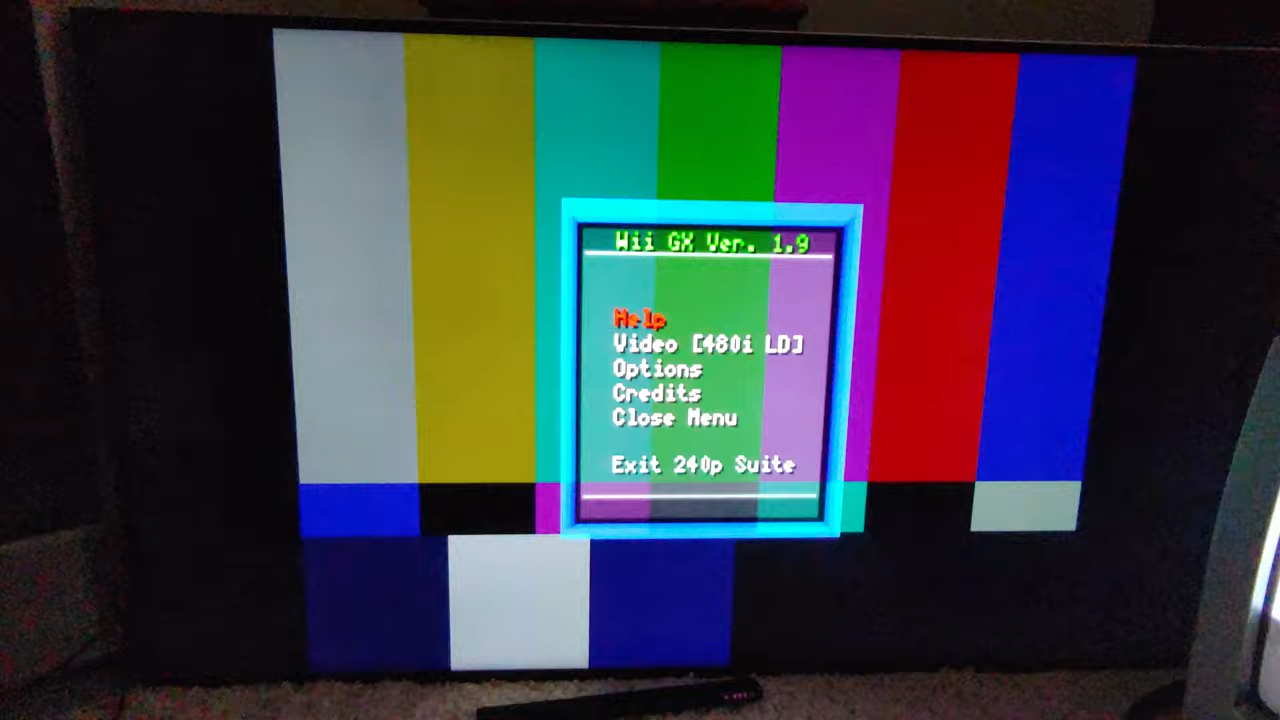 Wii GX Ver. 1.9
Help
Video [480i LD]
Options
Credits
Close Menu
Exit 240p Suite